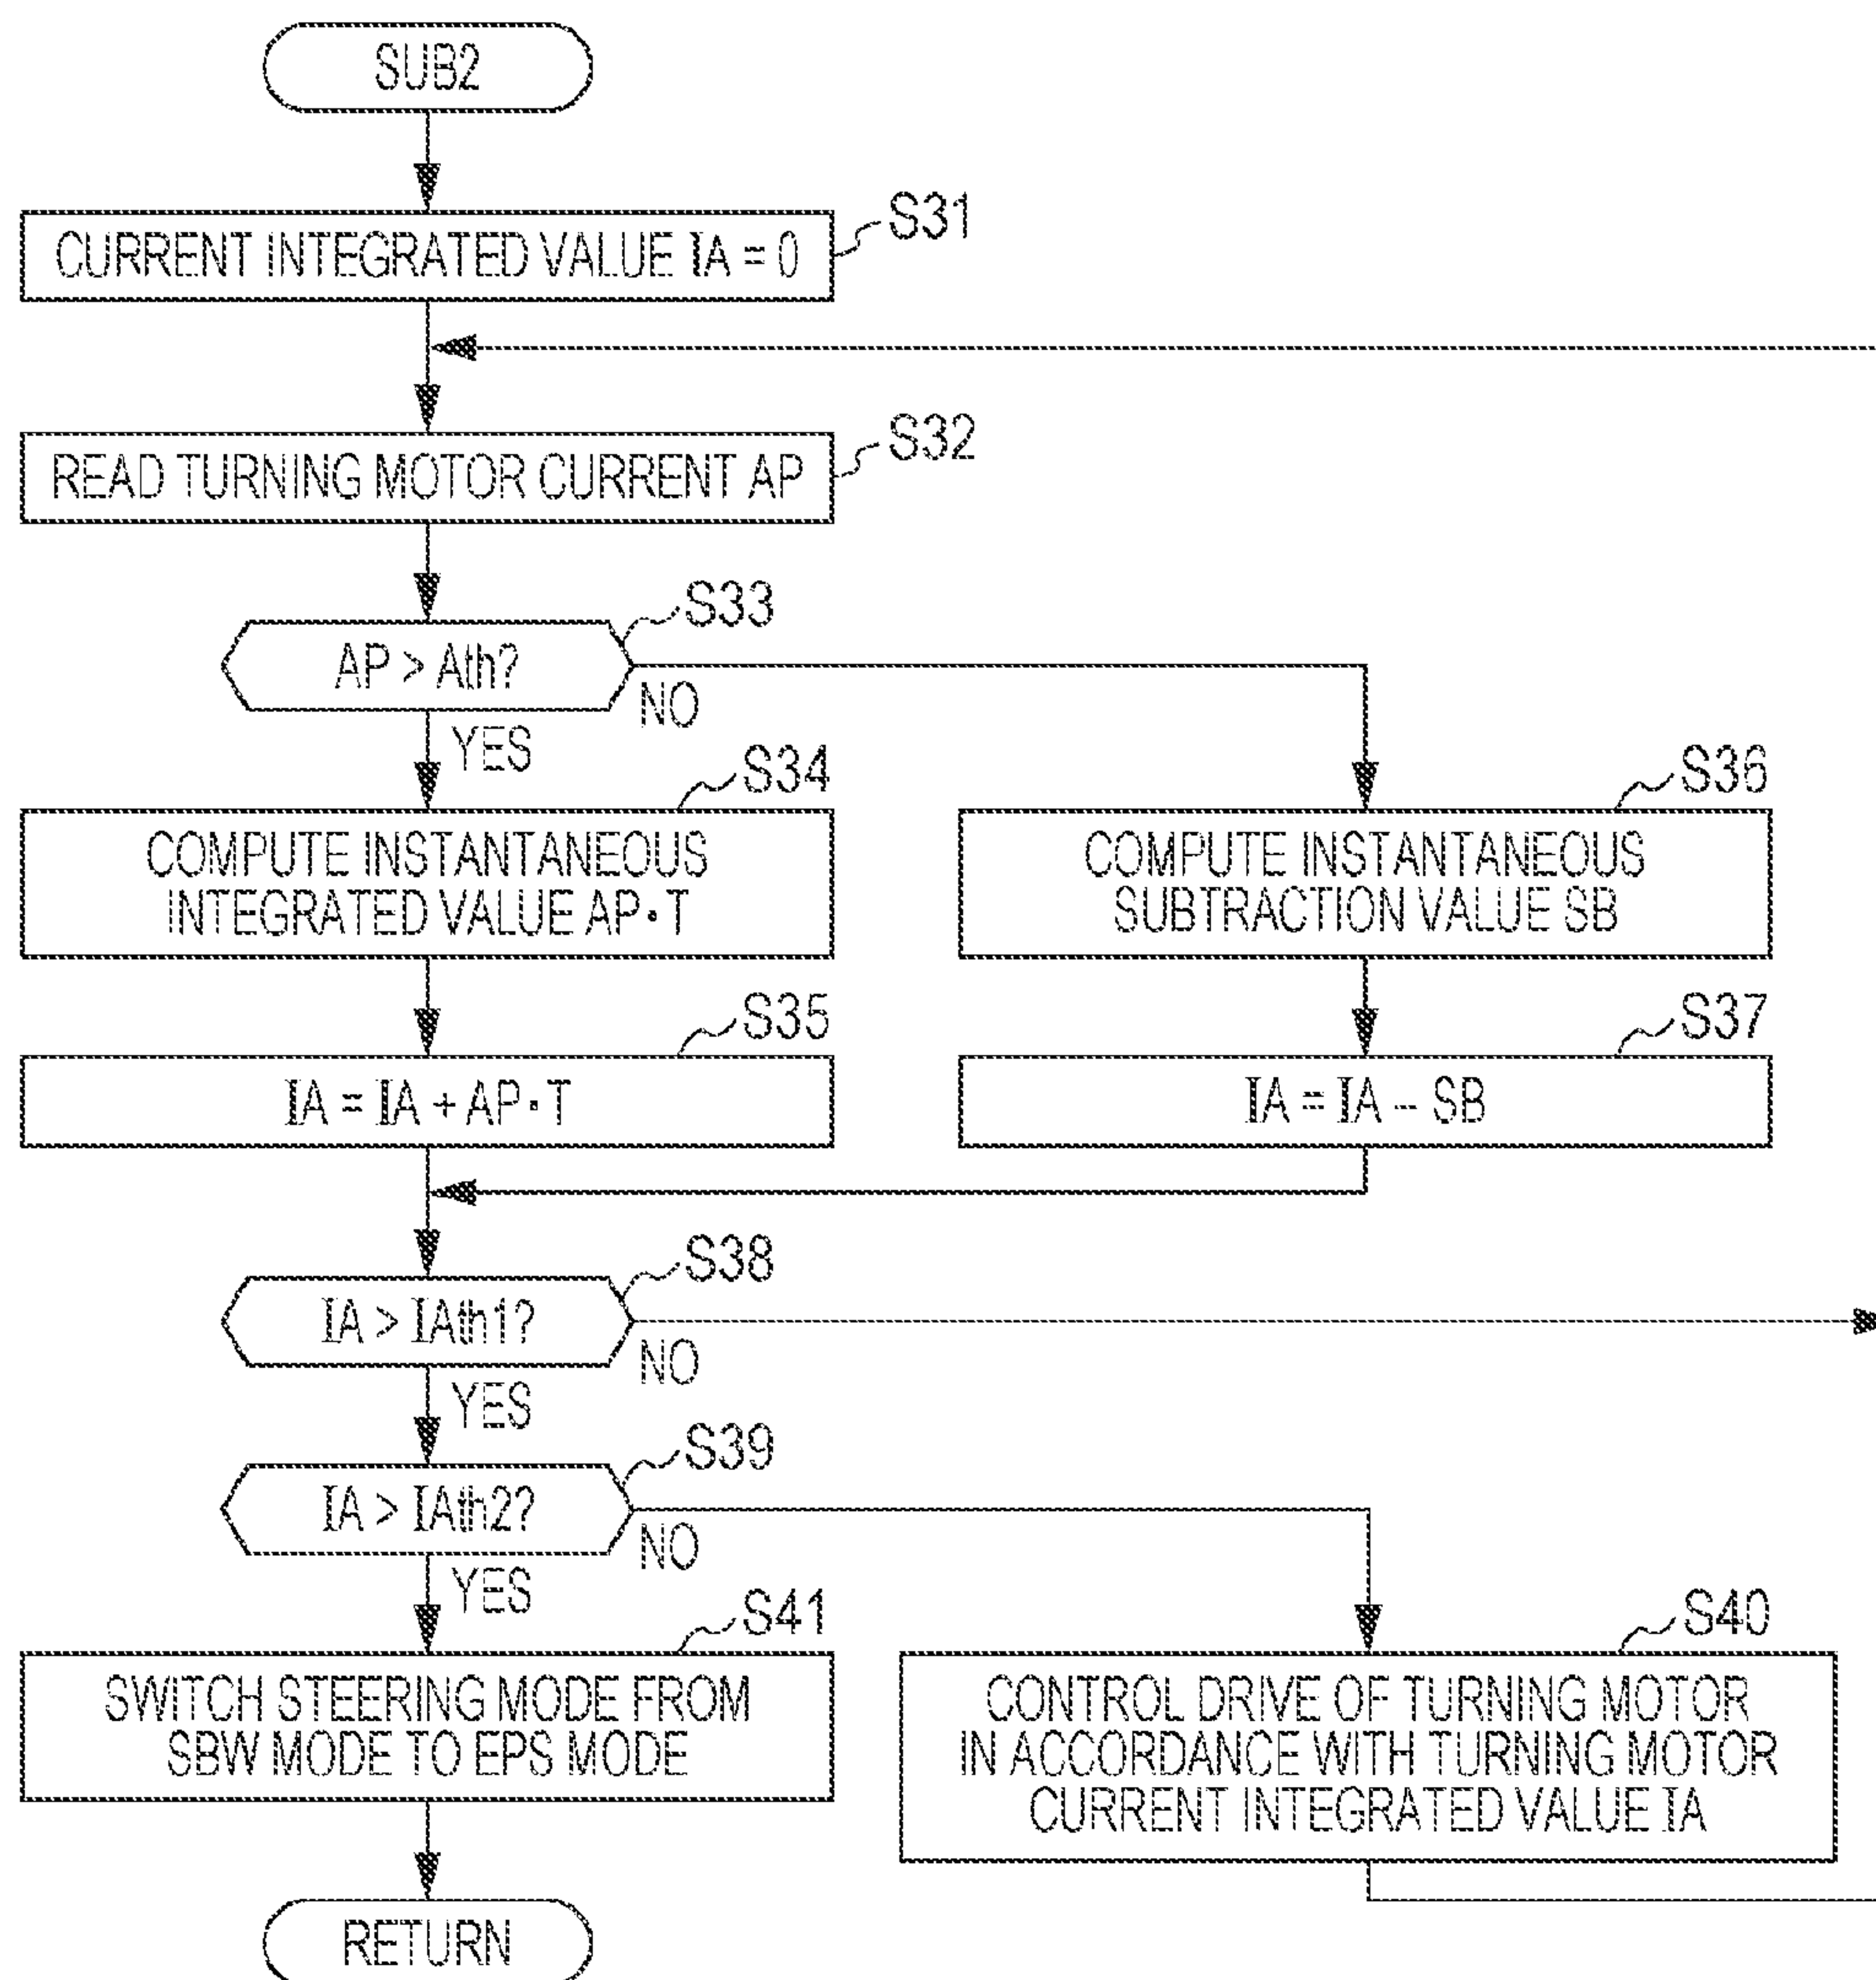 SUB2
S31
CURRENT INTEGRATED VALUE IA = 0
S32
READ TURNING MOTOR CURRENT AP
S33
AP > Ath?
NO
YES
S34
COMPUTE INSTANTANEOUS
INTEGRATED VALUE AP·T
S36
COMPUTE INSTANTANEOUS
SUBTRACTION VALUE SB
S35
IA = IA + AP·T
S37
IA = IA – SB
S38
IA > IAth1?
NO
YES
S39
IA > IAth2?
NO
YES
S41
SWITCH STEERING MODE FROM
SBW MODE TO EPS MODE
S40
CONTROL DRIVE OF TURNING MOTOR
IN ACCORDANCE WITH TURNING MOTOR
CURRENT INTEGRATED VALUE IA
RETURN